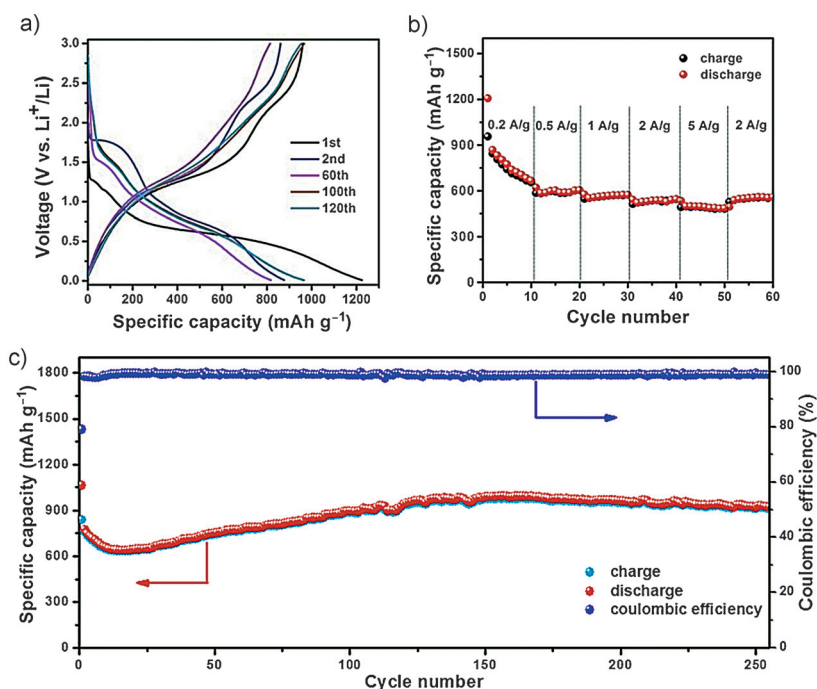 a)
Voltage (V vs. Li⁺/Li)
3.0
2.5
2.0
1.5
1.0
0.5
0.0
0 200 400 600 800 1000 1200
Specific capacity (mAh g⁻¹)
1st
2nd
60th
100th
120th
b)
Specific capacity (mAh g⁻¹)
1500
1200
900
600
300
0
charge
discharge
0.2 A/g 0.5 A/g 1 A/g 2 A/g 5 A/g 2 A/g
0 10 20 30 40 50 60
Cycle number
c)
Specific capacity (mAh g⁻¹)
1800
1500
1200
900
600
300
0
charge
discharge
coulombic efficiency
100
80
60
40
20
0
Coulombic efficiency (%)
0 50 100 150 200 250
Cycle number